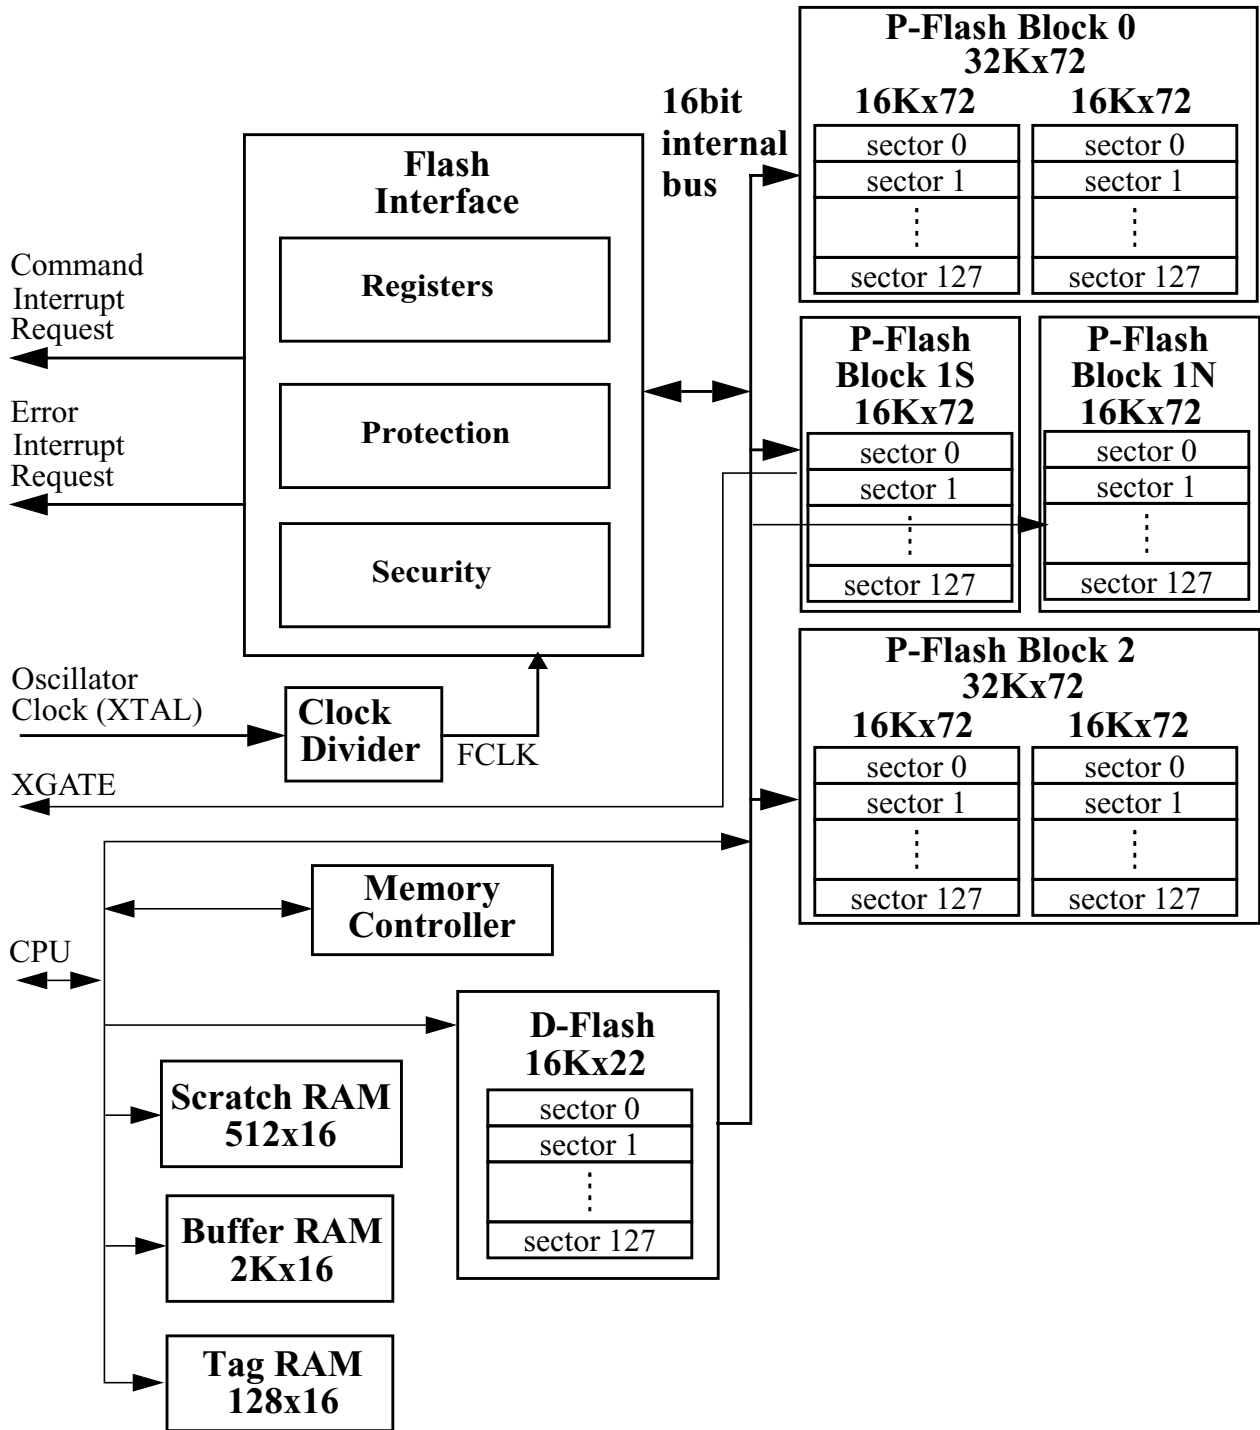 P-Flash Block 0
32Kx72
16Kx72
16Kx72
sector 0
sector 1
sector 127
sector 0
sector 1
sector 127
16bit
internal
bus
Flash
Interface
Registers
Protection
Security
Command
Interrupt
Request
Error
Interrupt
Request
P-Flash
Block 1S
16Kx72
sector 0
sector 1
sector 127
P-Flash
Block 1N
16Kx72
sector 0
sector 1
sector 127
Oscillator
Clock (XTAL)
Clock
Divider
FCLK
XGATE
P-Flash Block 2
32Kx72
16Kx72
16Kx72
sector 0
sector 1
sector 127
sector 0
sector 1
sector 127
Memory
Controller
CPU
D-Flash
16Kx22
sector 0
sector 1
sector 127
Scratch RAM
512x16
Buffer RAM
2Kx16
Tag RAM
128x16